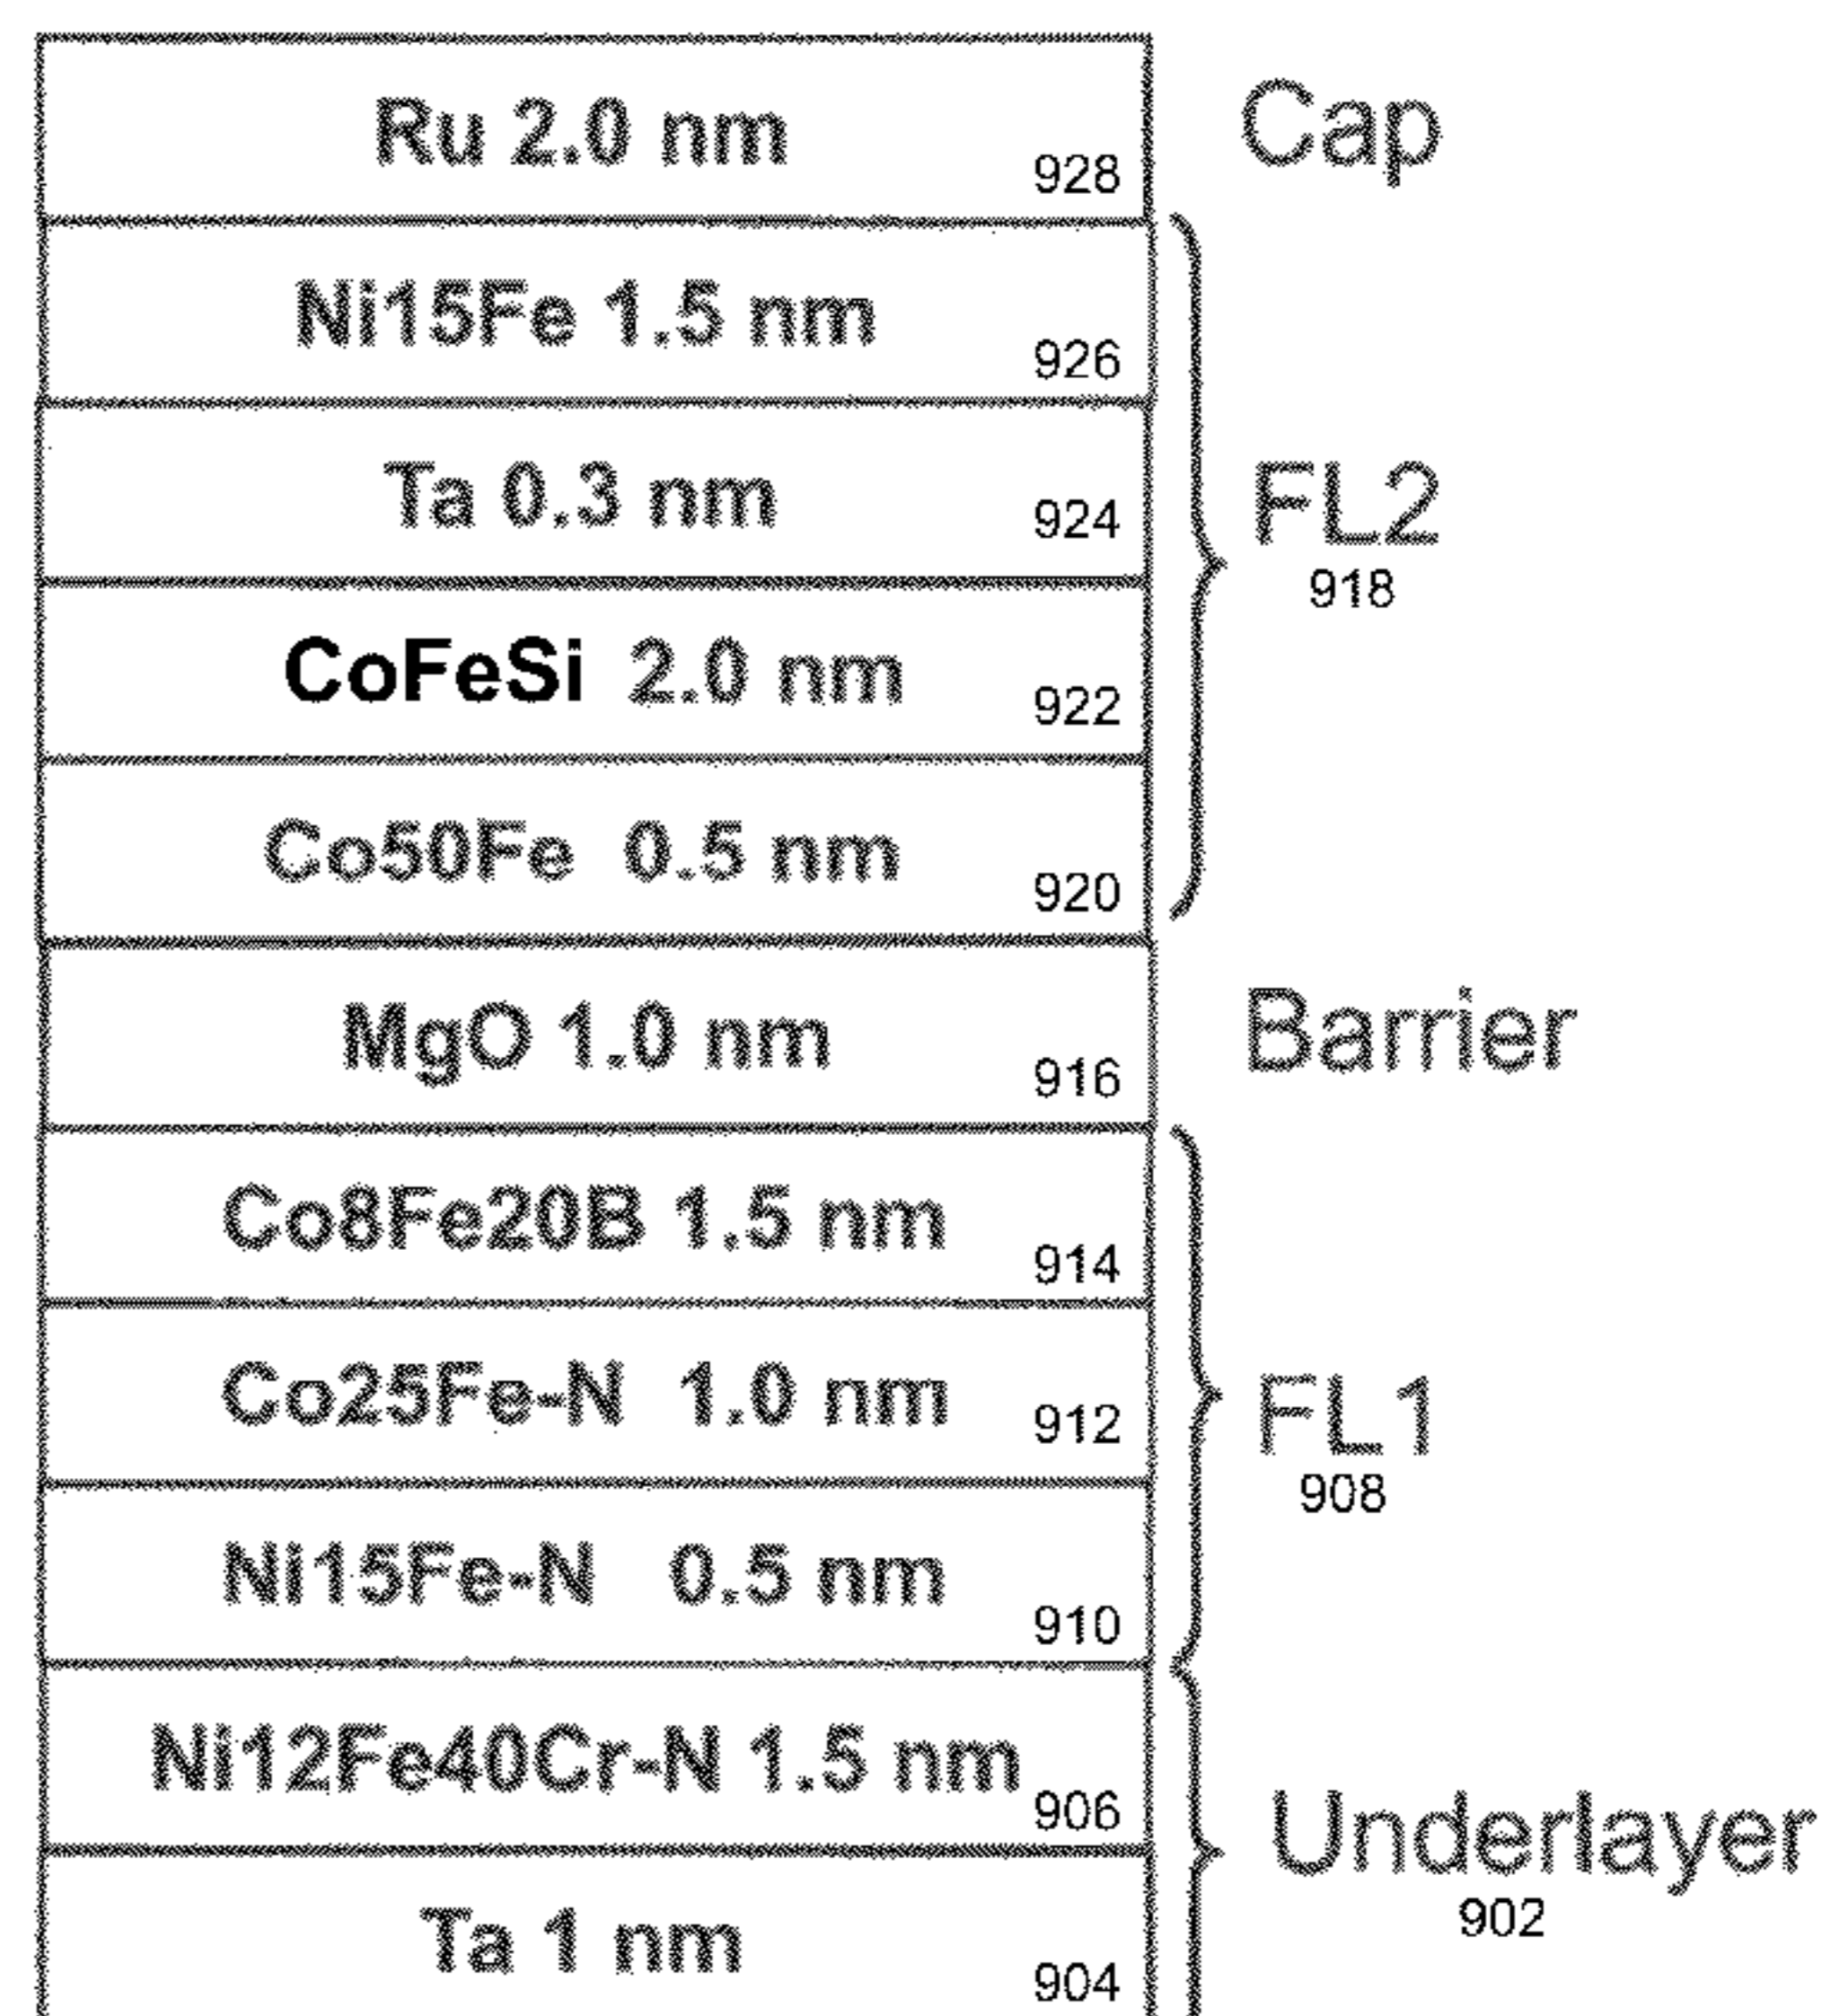 Ru 2.0 nm 928 Cap
Ni15Fe 1.5 nm 926
Ta 0.3 nm 924 FL2
918
CoFeSi 2.0 nm 922
Co50Fe 0.5 nm 920
MgO 1.0 nm 916 Barrier
Co8Fe20B 1.5 nm 914
Co25Fe-N 1.0 nm 912 FL1
908
Ni15Fe-N 0.5 nm 910
Ni12Fe40Cr-N 1.5 nm 906 Underlayer
902
Ta 1 nm 904